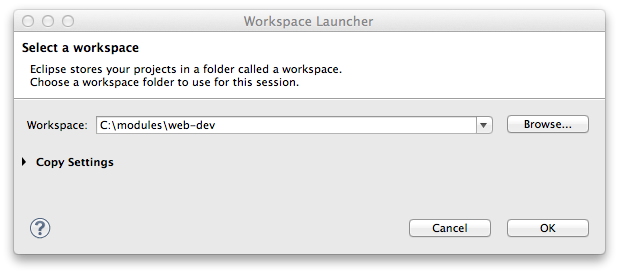 Workspace Launcher
Select a workspace
Eclipse stores your projects in a folder called a workspace.
Choose a workspace folder to use for this session.
Workspace: C:\modules\web-dev Browse...
Copy Settings
? Cancel OK